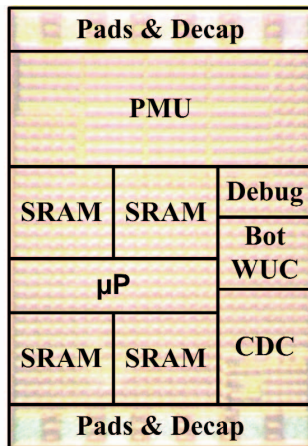 Pads & Decap
PMU
SRAM SRAM Debug
Bot
WUC
μP
SRAM SRAM CDC
Pads & Decap